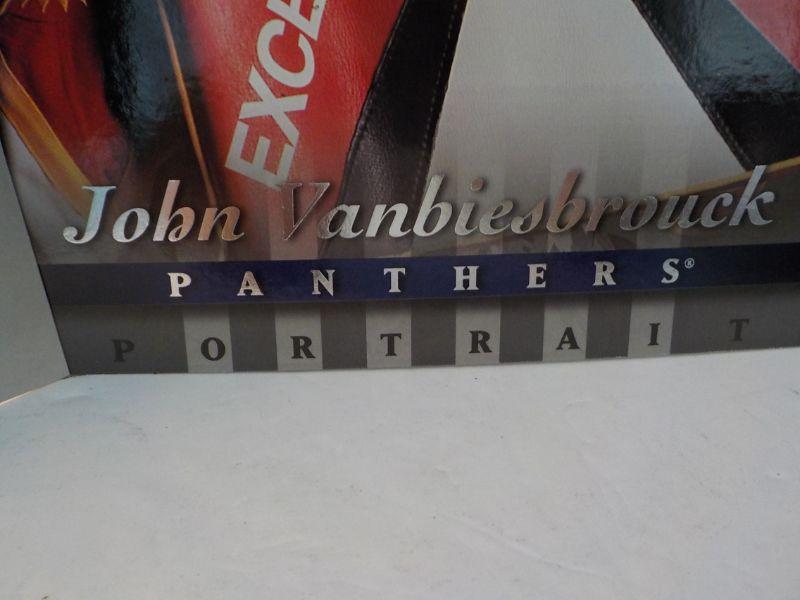 EXCE
John Vanbiesbrouck
PANTHERS®
PORTRAIT